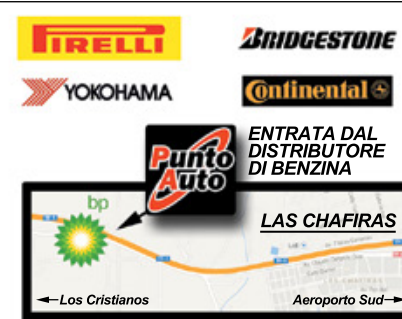 PIRELLI
BRIDGESTONE
YOKOHAMA
Continental
Punto
Auto
ENTRATA DAL
DISTRIBUTORE
DI BENZINA
bp
LAS CHAFIRAS
Los Cristianos
Aeroporto Sud